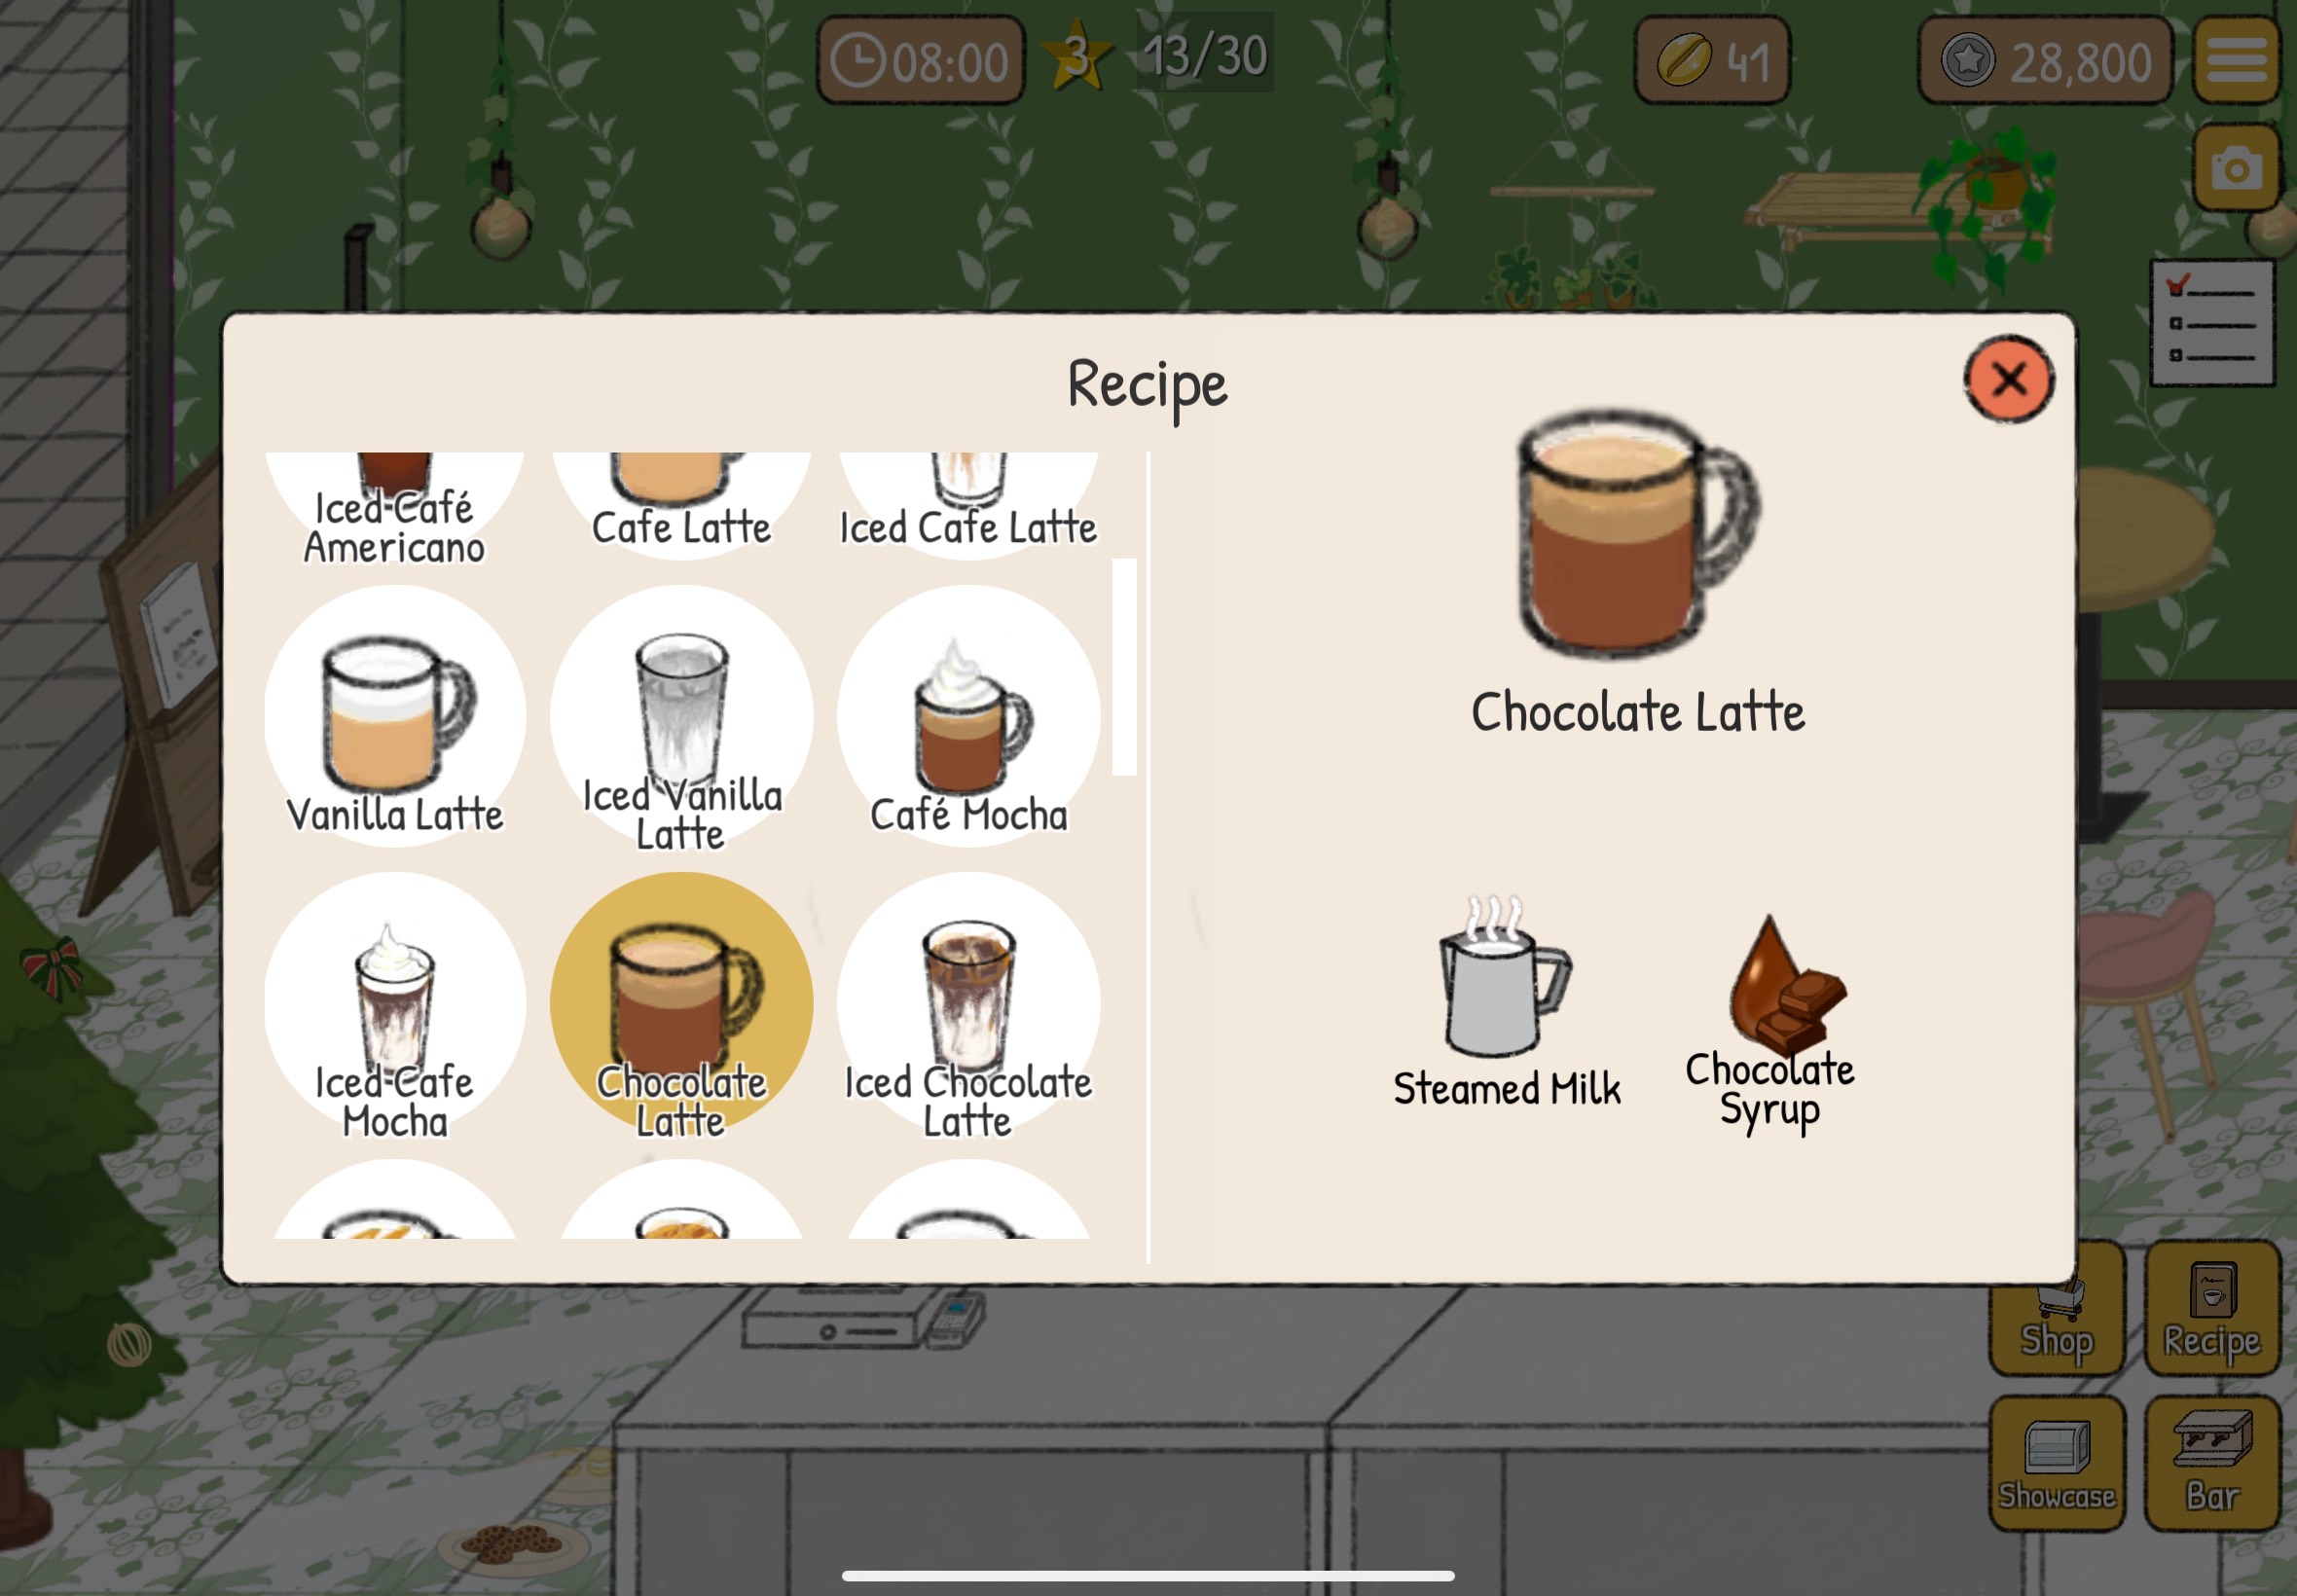 08:00
3
13/30
41
28,800
Recipe
Iced Café
Americano
Cafe Latte
Iced Cafe Latte
Vanilla Latte
Iced Vanilla
Latte
Café Mocha
Iced Cafe
Mocha
Chocolate
Latte
Iced Chocolate
Latte
Chocolate Latte
Steamed Milk
Chocolate
Syrup
Shop
Recipe
Showcase
Bar